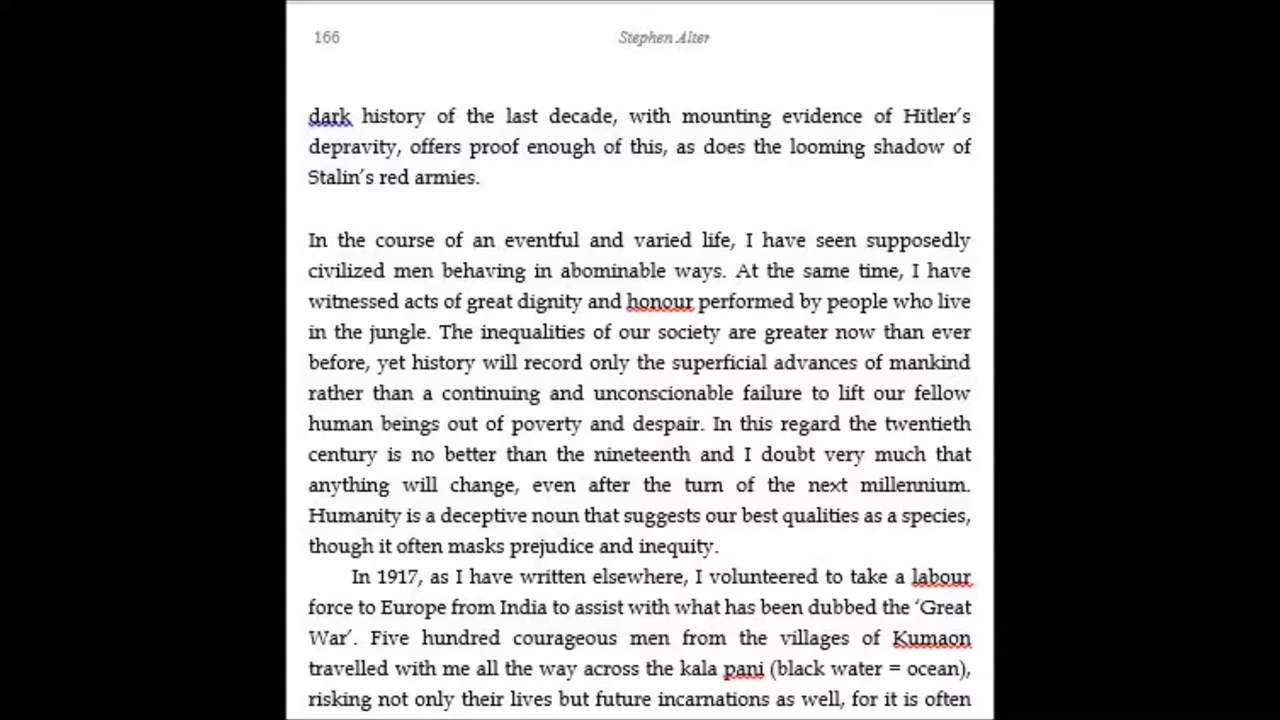 166
Stephen Alter
dark history of the last decade, with mounting evidence of Hitler's
depravity, offers proof enough of this, as does the looming shadow of
Stalin's red armies.
In the course of an eventful and varied life, I have seen supposedly
civilized men behaving in abominable ways. At the same time, I have
witnessed acts of great dignity and honour performed by people who live
in the jungle. The inequalities of our society are greater now than ever
before, yet history will record only the superficial advances of mankind
rather than a continuing and unconscionable failure to lift our fellow
human beings out of poverty and despair. In this regard the twentieth
century is no better than the nineteenth and I doubt very much that
anything will change, even after the turn of the next millennium.
Humanity is a deceptive noun that suggests our best qualities as a species,
though it often masks prejudice and inequity.
In 1917, as I have written elsewhere, I volunteered to take a labour
force to Europe from India to assist with what has been dubbed the ‘Great
War’. Five hundred courageous men from the villages of Kumaon
travelled with me all the way across the kala pani (black water = ocean),
risking not only their lives but future incarnations as well, for it is often